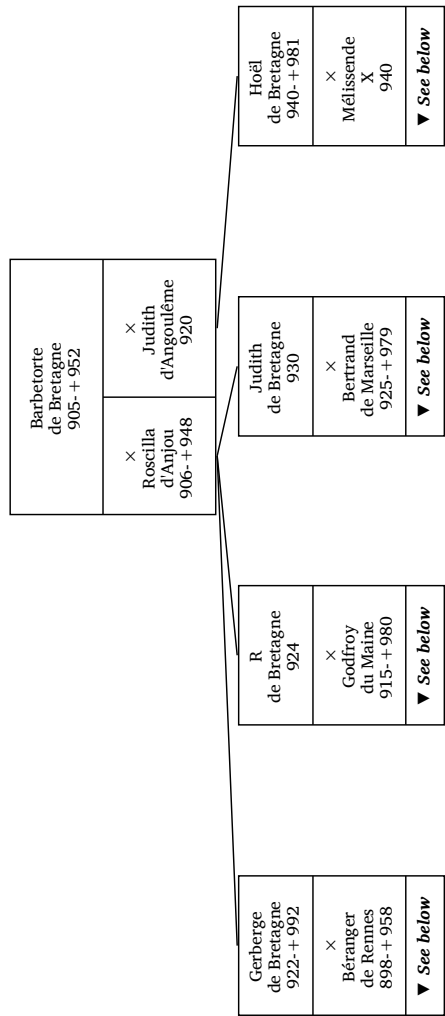 Barbetorte
de Bretagne
905-+952
×
Roscilla
d'Anjou
906-+948
×
Judith
d'Angoulême
920
Gerberge
de Bretagne
922-+992
×
Béranger
de Rennes
898-+958
▼ See below
R
de Bretagne
924
×
Godfroy
du Maine
915-+980
▼ See below
Judith
de Bretagne
930
×
Bertrand
de Marseille
925-+979
▼ See below
Hoël
de Bretagne
940-+981
×
Mélissende
X
940
▼ See below